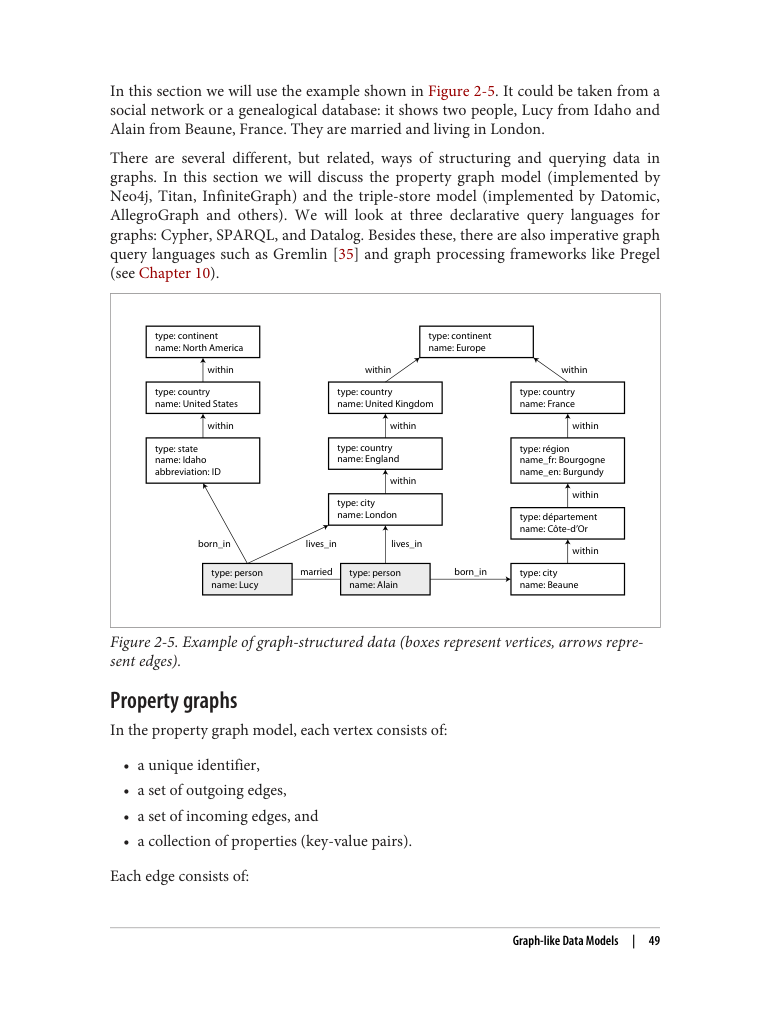 In this section we will use the example shown in Figure 2-5. It could be taken from a
social network or a genealogical database: it shows two people, Lucy from Idaho and
Alain from Beaune, France. They are married and living in London.
There are several different, but related, ways of structuring and querying data in
graphs. In this section we will discuss the property graph model (implemented by
Neo4j, Titan, InfiniteGraph) and the triple-store model (implemented by Datomic,
AllegroGraph and others). We will look at three declarative query languages for
graphs: Cypher, SPARQL, and Datalog. Besides these, there are also imperative graph
query languages such as Gremlin [35] and graph processing frameworks like Pregel
(see Chapter 10).
type: continent
name: North America
type: continent
name: Europe
within
within
within
type: country
name: United States
type: country
name: United Kingdom
type: country
name: France
within
within
within
type: state
name: Idaho
abbreviation: ID
type: country
name: England
type: région
name_fr: Bourgogne
name_en: Burgundy
within
within
type: city
name: London
type: département
name: Côte-d'Or
born_in
lives_in
lives_in
within
type: person
name: Lucy
married
type: person
name: Alain
born_in
type: city
name: Beaune
Figure 2-5. Example of graph-structured data (boxes represent vertices, arrows repre-
sent edges).
Property graphs
In the property graph model, each vertex consists of:
• a unique identifier,
• a set of outgoing edges,
• a set of incoming edges, and
• a collection of properties (key-value pairs).
Each edge consists of:
Graph-like Data Models | 49